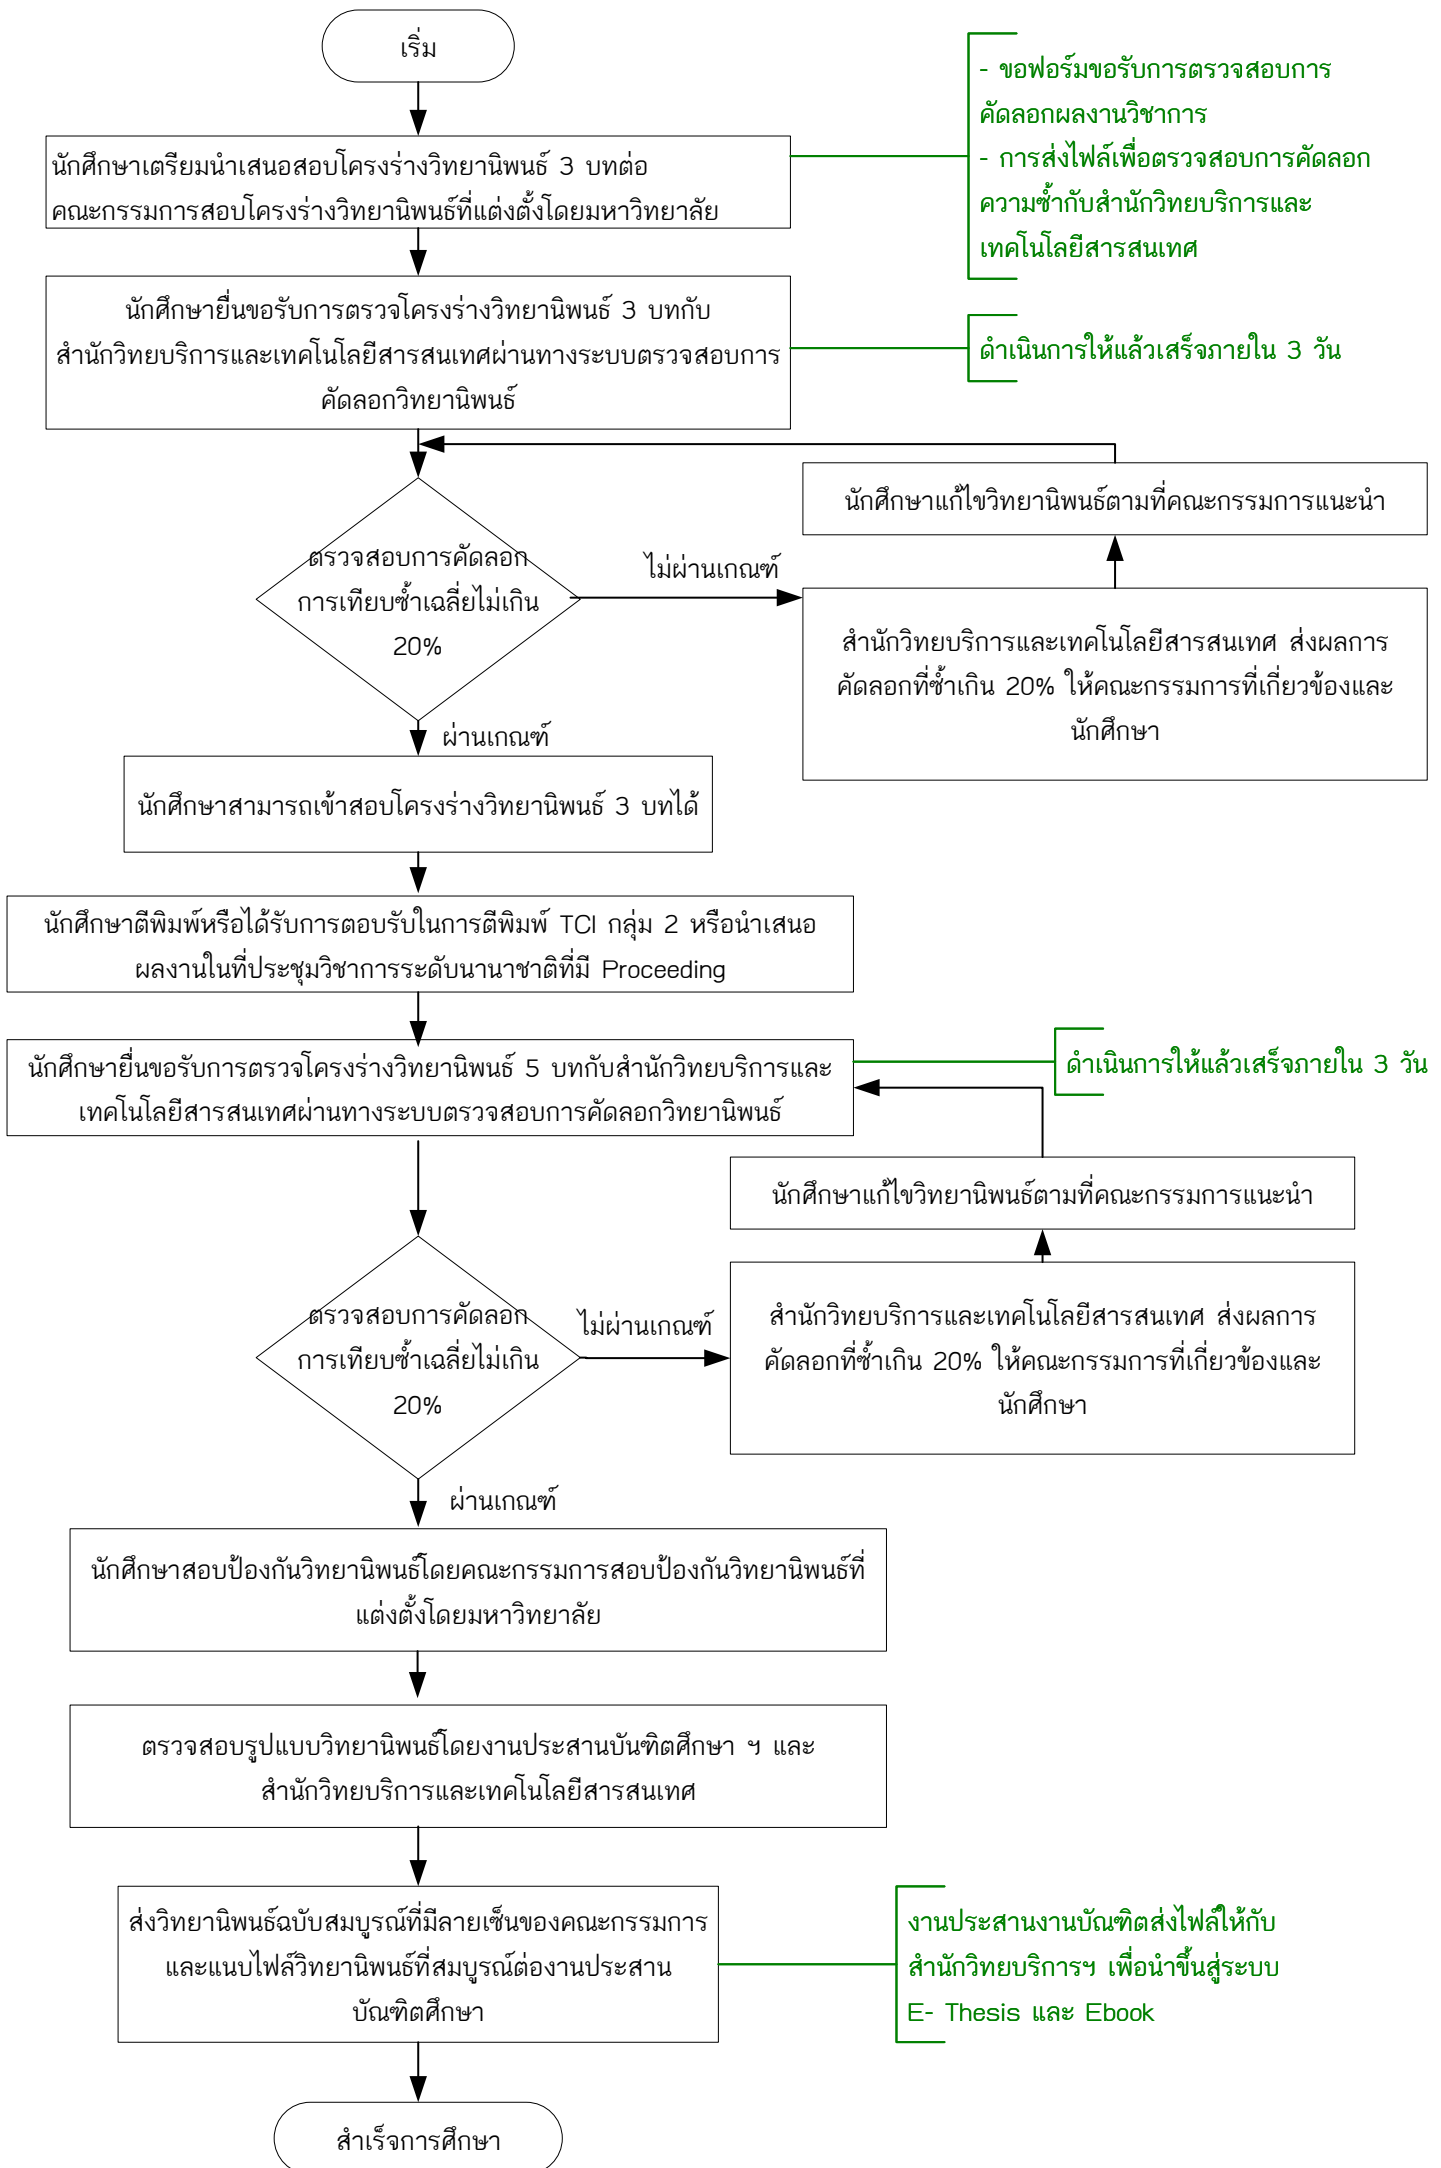 เริ่ม
- ขอฟอร์มขอรับการตรวจสอบการ
คัดลอกผลงานวิชาการ
- การส่งไฟล์เพื่อตรวจสอบการคัดลอก
ความซ้ำกับสำนักวิทยบริการและ
เทคโนโลยีสารสนเทศ
นักศึกษาเตรียมนำเสนอสอบโครงร่างวิทยานิพนธ์ 3 บทต่อ
คณะกรรมการสอบโครงร่างวิทยานิพนธ์ที่แต่งตั้งโดยมหาวิทยาลัย
นักศึกษายื่นขอรับการตรวจโครงร่างวิทยานิพนธ์ 3 บทกับ
สำนักวิทยบริการและเทคโนโลยีสารสนเทศผ่านทางระบบตรวจสอบการ
คัดลอกวิทยานิพนธ์
ดำเนินการให้แล้วเสร็จภายใน 3 วัน
นักศึกษาแก้ไขวิทยานิพนธ์ตามที่คณะกรรมการแนะนำ
ตรวจสอบการคัดลอก
การเทียบซ้ำเฉลี่ยไม่เกิน
20%
ไม่ผ่านเกณฑ์
สำนักวิทยบริการและเทคโนโลยีสารสนเทศ ส่งผลการ
คัดลอกที่ซ้ำเกิน 20% ให้คณะกรรมการที่เกี่ยวข้องและ
นักศึกษา
ผ่านเกณฑ์
นักศึกษาสามารถเข้าสอบโครงร่างวิทยานิพนธ์ 3 บทได้
นักศึกษาตีพิมพ์หรือได้รับการตอบรับในการตีพิมพ์ TCI กลุ่ม 2 หรือนำเสนอ
ผลงานในที่ประชุมวิชาการระดับนานาชาติที่มี Proceeding
นักศึกษายื่นขอรับการตรวจโครงร่างวิทยานิพนธ์ 5 บทกับสำนักวิทยบริการและ
เทคโนโลยีสารสนเทศผ่านทางระบบตรวจสอบการคัดลอกวิทยานิพนธ์
ดำเนินการให้แล้วเสร็จภายใน 3 วัน
นักศึกษาแก้ไขวิทยานิพนธ์ตามที่คณะกรรมการแนะนำ
ตรวจสอบการคัดลอก
การเทียบซ้ำเฉลี่ยไม่เกิน
20%
ไม่ผ่านเกณฑ์
สำนักวิทยบริการและเทคโนโลยีสารสนเทศ ส่งผลการ
คัดลอกที่ซ้ำเกิน 20% ให้คณะกรรมการที่เกี่ยวข้องและ
นักศึกษา
ผ่านเกณฑ์
นักศึกษาสอบป้องกันวิทยานิพนธ์โดยคณะกรรมการสอบป้องกันวิทยานิพนธ์ที่
แต่งตั้งโดยมหาวิทยาลัย
ตรวจสอบรูปแบบวิทยานิพนธ์โดยงานประสานบันฑิตศึกษา ฯ และ
สำนักวิทยบริการและเทคโนโลยีสารสนเทศ
ส่งวิทยานิพนธ์ฉบับสมบูรณ์ที่มีลายเซ็นของคณะกรรมการ
และแนบไฟล์วิทยานิพนธ์ที่สมบูรณ์ต่องานประสาน
บัณฑิตศึกษา
งานประสานงานบัณฑิตส่งไฟล์ให้กับ
สำนักวิทยบริการฯ เพื่อนำขึ้นสู่ระบบ
E- Thesis และ Ebook
สำเร็จการศึกษา